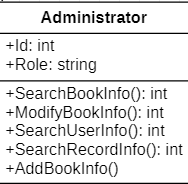 Administrator
+Id: int
+Role: string
+SearchBookInfo(): int
+ModifyBookInfo(): int
+SearchUserInfo(): int
+SearchRecordInfo(): int
+AddBookInfo()